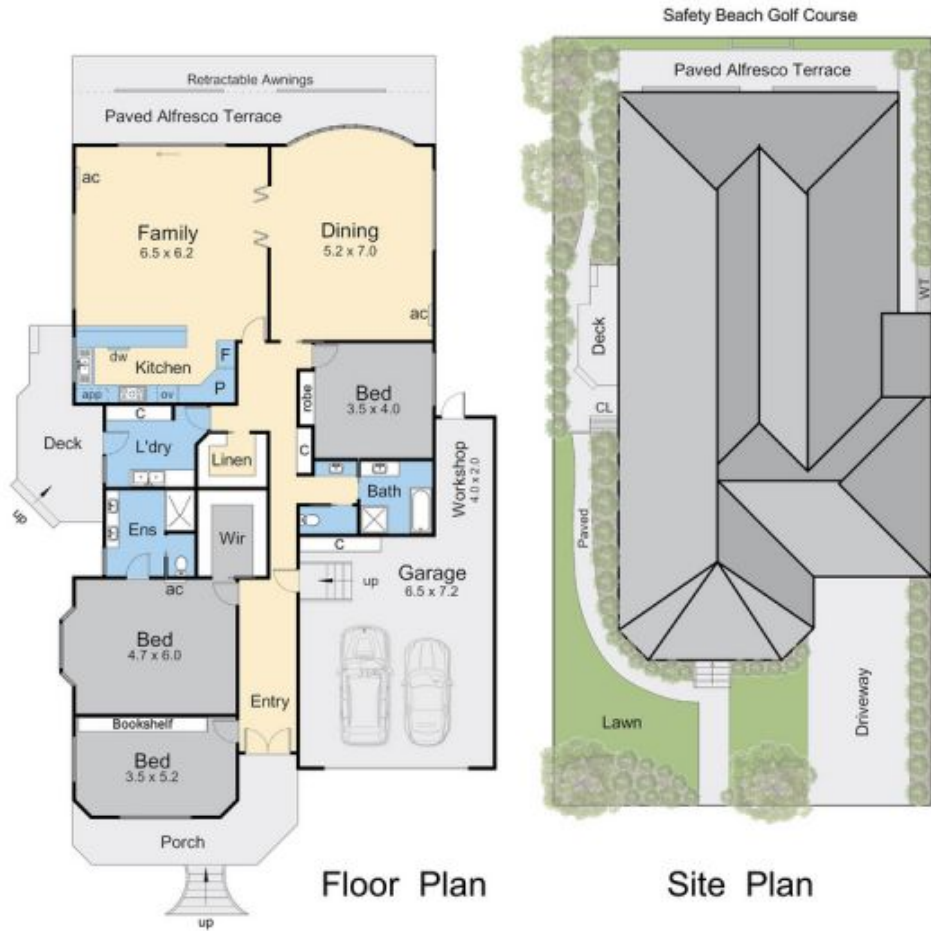 Retractable Awnings
Paved Alfresco Terrace
ac
Family
6.5 x 6.2
Dining
5.2 x 7.0
ac
dw
Kitchen
F
P
app
ov
Bed
3.5 x 4.0
robe
C
C
Deck
up
L'dry
Linen
Workshop
4.0 x 2.0
Bath
Ens
Wir
C
up
Garage
6.5 x 7.2
ac
Bed
4.7 x 6.0
Entry
Bookshelf
Bed
3.5 x 5.2
Porch
up
Floor Plan
Safety Beach Golf Course
Paved Alfresco Terrace
WT
Deck
CL
Paved
Lawn
Driveway
Site Plan